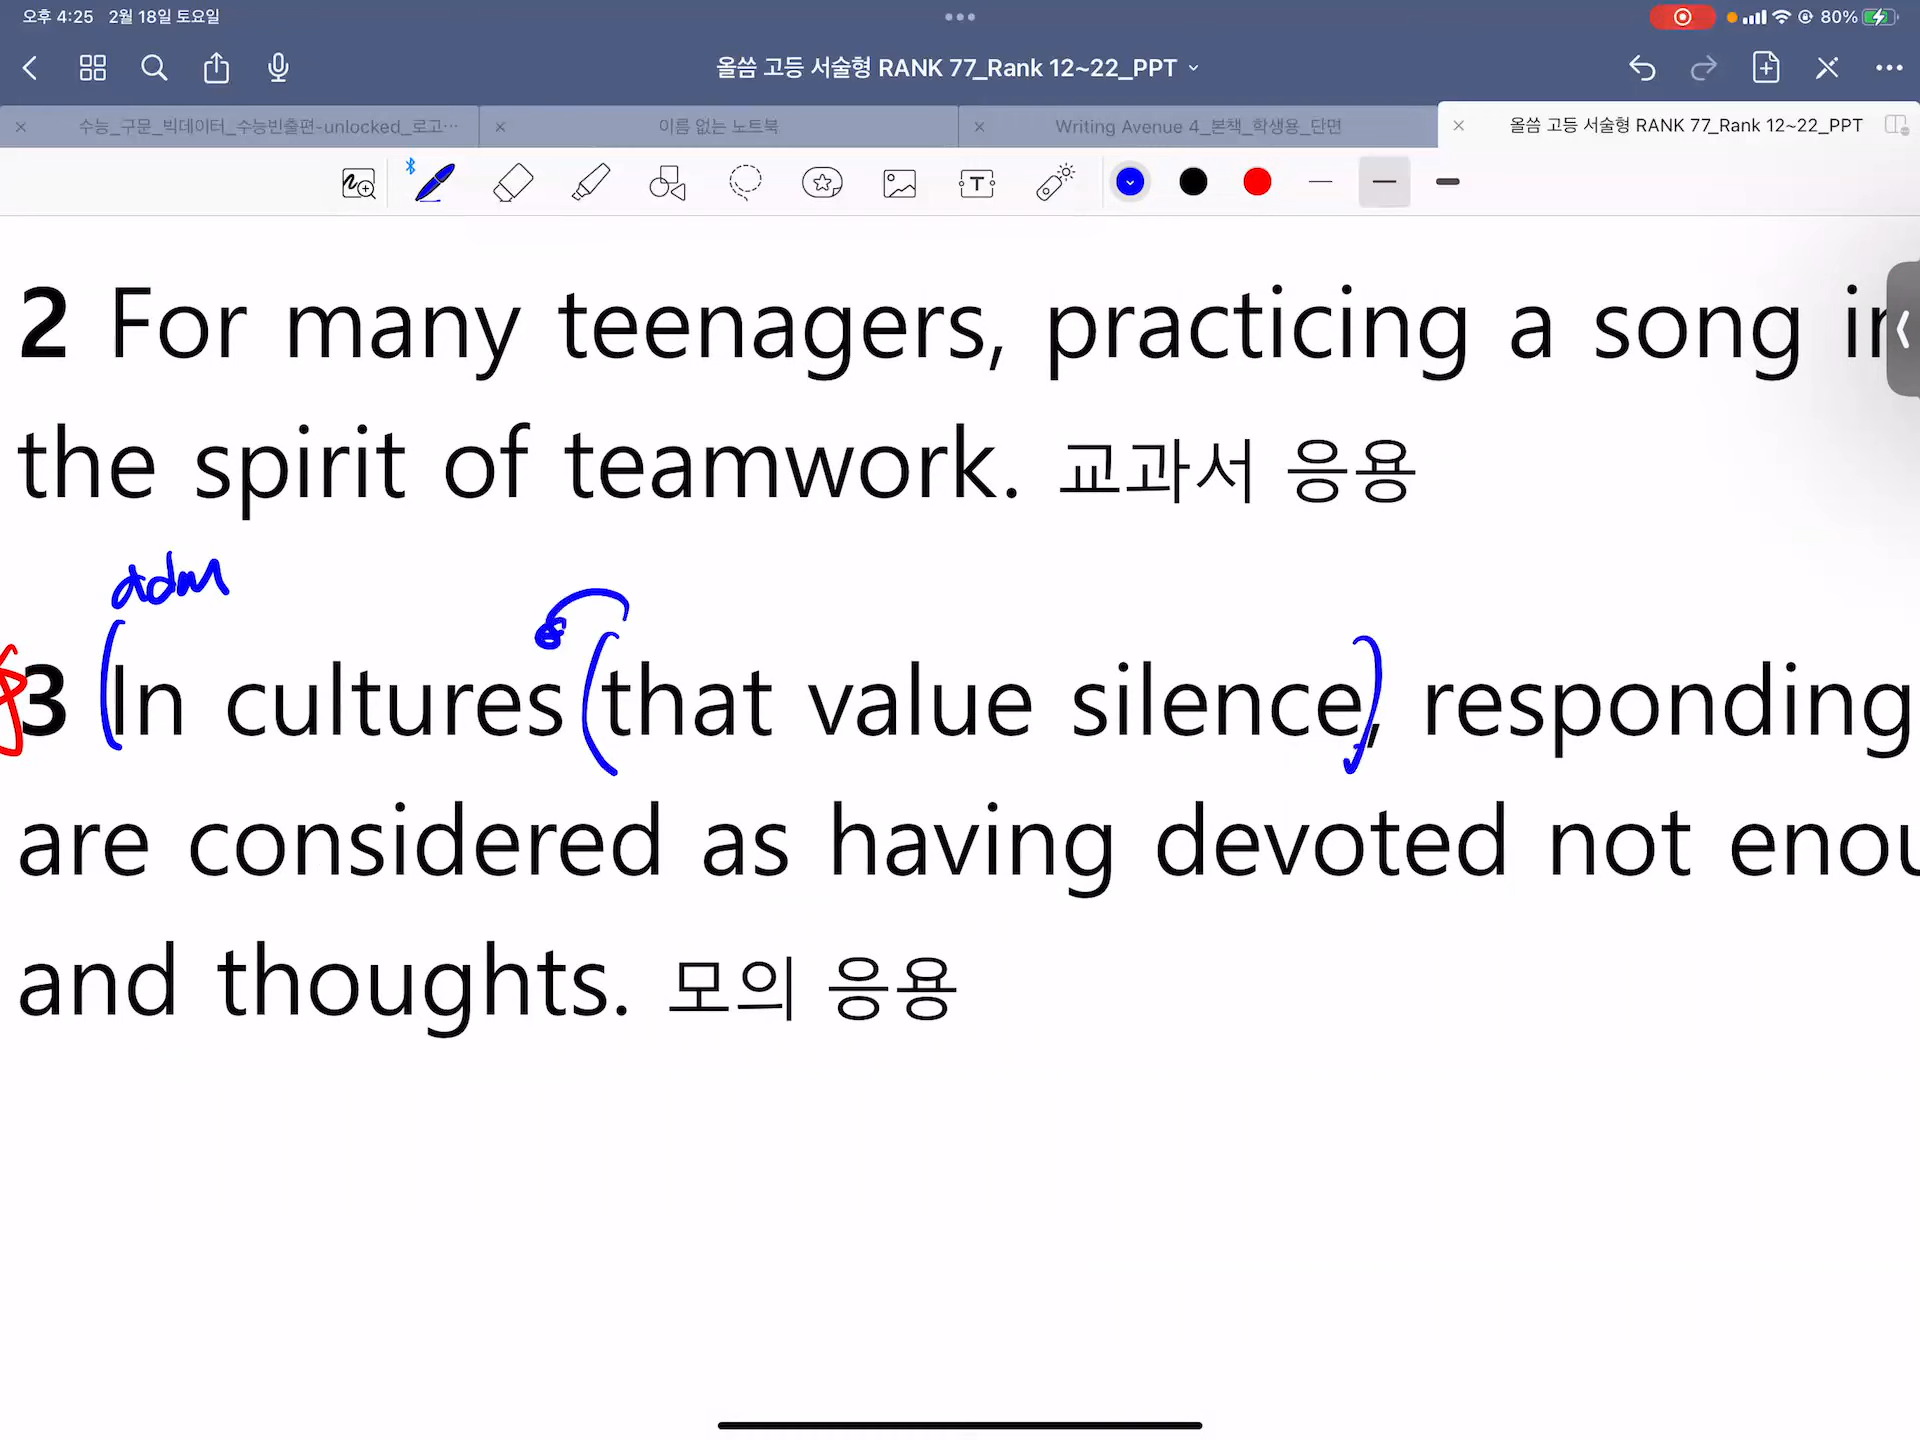 오후 4:25 2월 18일 토요일
80%
올씀 고등 서술형 RANK 77_Rank 12~22_PPT
수능_구문_빅데이터_수능빈출편-unlocked_로고…
이름 없는 노트북
Writing Avenue 4_본책_학생용_단면
올씀 고등 서술형 RANK 77_Rank 12~22_PPT
2 For many teenagers, practicing a song in
the spirit of teamwork. 교과서 응용
3 (In cultures (that value silence), responding
are considered as having devoted not enou
and thoughts. 모의 응용